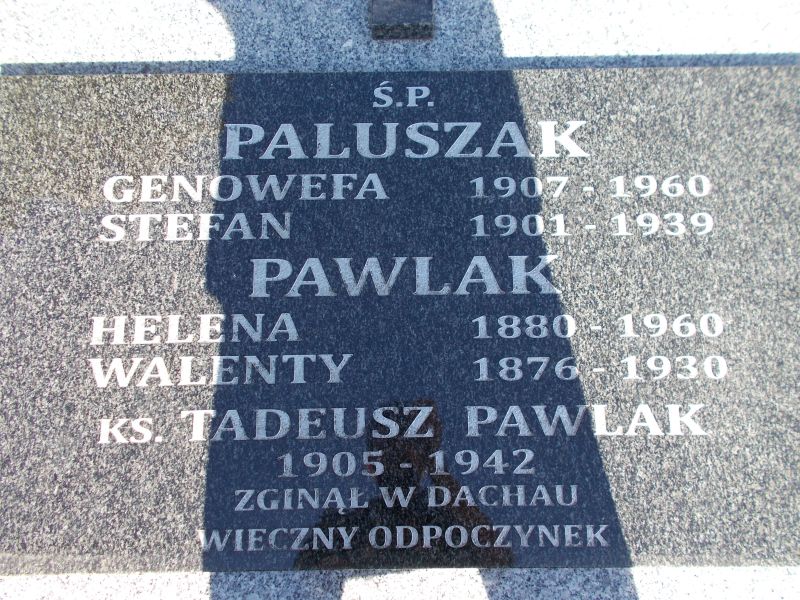 Ś.P.
PALUSZAK
GENOWEFA 1907 - 1960
STEFAN 1901 - 1939
PAWLAK
HELENA 1880 - 1960
WALENTY 1876 - 1930
KS. TADEUSZ PAWLAK
1905 - 1942
ZGINĄŁ W DACHAU
WIECZNY ODPOCZYNEK